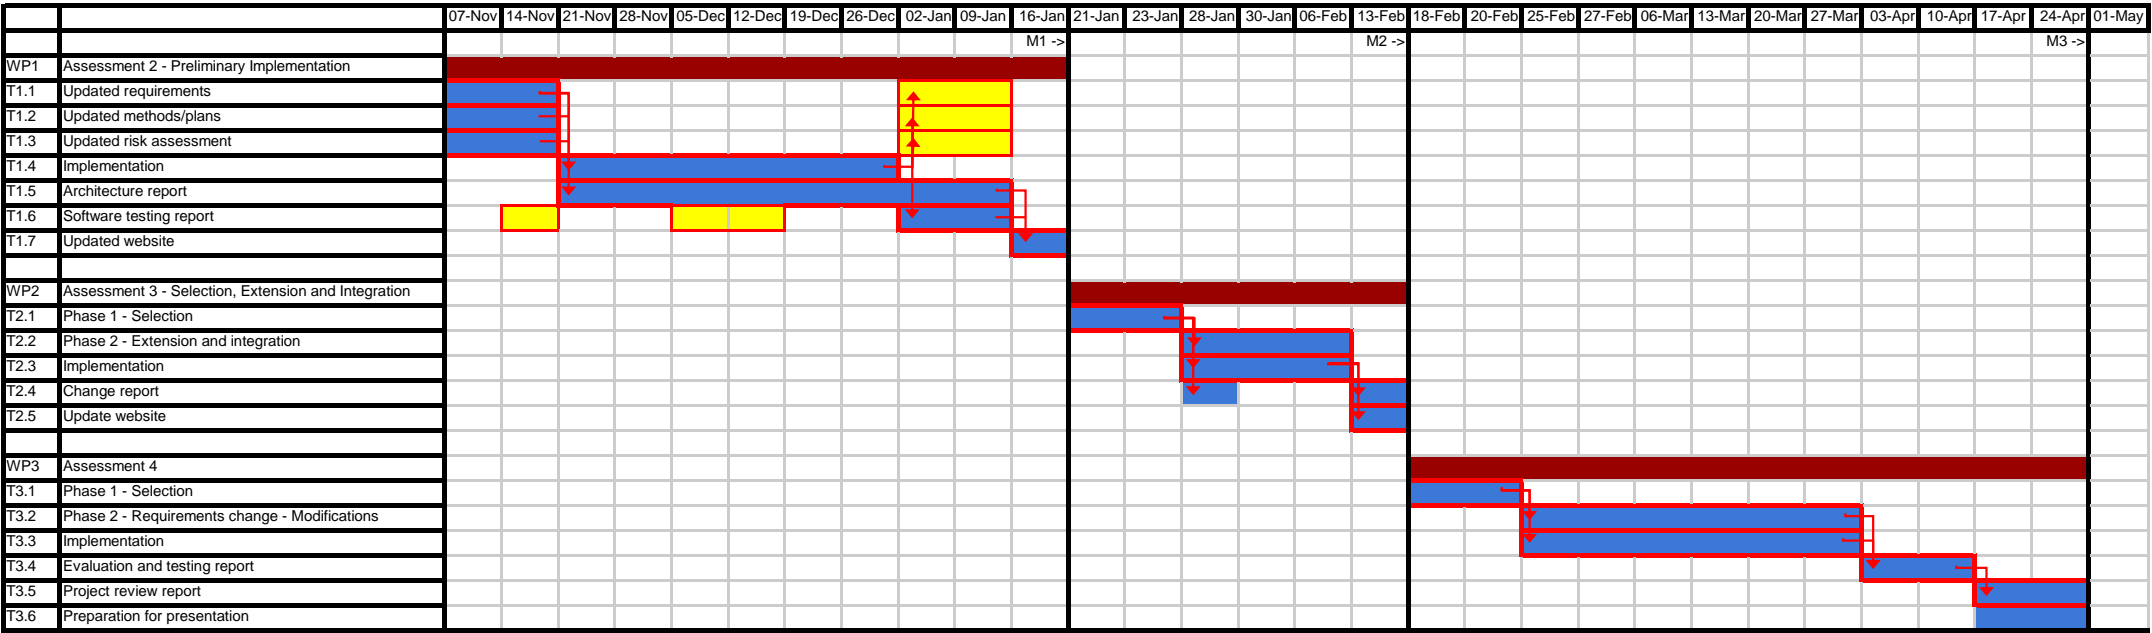 07-Nov 14-Nov 21-Nov 28-Nov 05-Dec 12-Dec 19-Dec 26-Dec 02-Jan 09-Jan 16-Jan 21-Jan 23-Jan 28-Jan 30-Jan 06-Feb 13-Feb 18-Feb 20-Feb 25-Feb 27-Feb 06-Mar 13-Mar 20-Mar 27-Mar 03-Apr 10-Apr 17-Apr 24-Apr 01-May
M1 -> M2 -> M3 ->
WP1 Assessment 2 - Preliminary Implementation
T1.1 Updated requirements
T1.2 Updated methods/plans
T1.3 Updated risk assessment
T1.4 Implementation
T1.5 Architecture report
T1.6 Software testing report
T1.7 Updated website
WP2 Assessment 3 - Selection, Extension and Integration
T2.1 Phase 1 - Selection
T2.2 Phase 2 - Extension and integration
T2.3 Implementation
T2.4 Change report
T2.5 Update website
WP3 Assessment 4
T3.1 Phase 1 - Selection
T3.2 Phase 2 - Requirements change - Modifications
T3.3 Implementation
T3.4 Evaluation and testing report
T3.5 Project review report
T3.6 Preparation for presentation